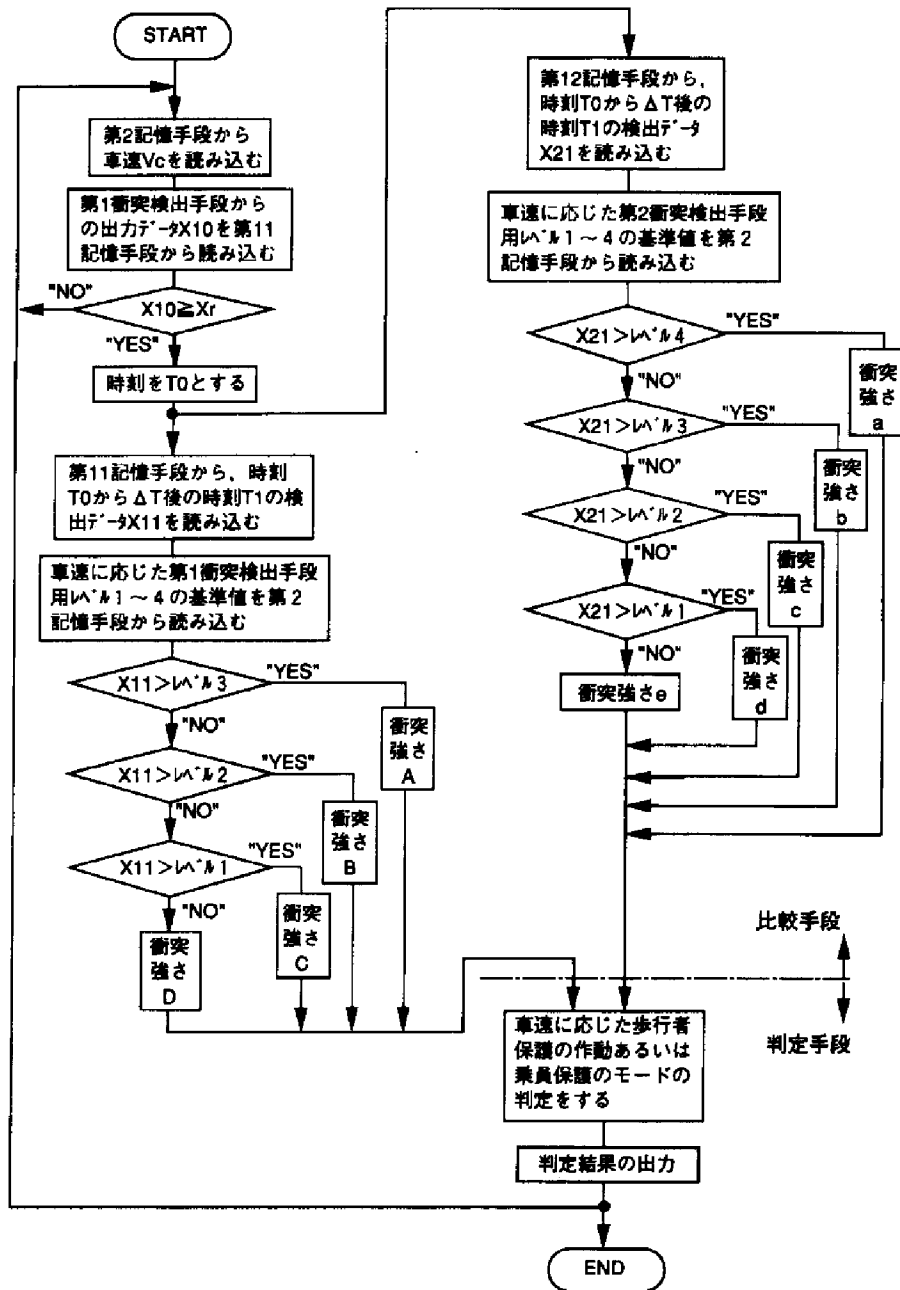 START
第2記憶手段から
車速Vcを読み込む
第1衝突検出手段から
の出力データX10を第11
記憶手段から読み込む
"NO"
X10≧Xr
"YES"
時刻をT0とする
第11記憶手段から，時刻
T0からΔT後の時刻T1の検
出データX11を読み込む
車速に応じた第1衝突検出手段
用レベル1～4の基準値を第2
記憶手段から読み込む
X11＞レベル3
"YES"
"NO"
衝突
強さ
A
X11＞レベル2
"YES"
"NO"
衝突
強さ
B
X11＞レベル1
"YES"
"NO"
衝突
強さ
C
衝突
強さ
D
第12記憶手段から，
時刻T0からΔT後の
時刻T1の検出データ
X21を読み込む
車速に応じた第2衝突検出手段
用レベル1～4の基準値を第2
記憶手段から読み込む
X21＞レベル4
"YES"
"NO"
衝突
強さ
a
X21＞レベル3
"YES"
"NO"
衝突
強さ
b
X21＞レベル2
"YES"
"NO"
衝突
強さ
c
X21＞レベル1
"YES"
"NO"
衝突
強さ
d
衝突強さe
比較手段
判定手段
車速に応じた歩行者
保護の作動あるいは
乗員保護のモードの
判定をする
判定結果の出力
END